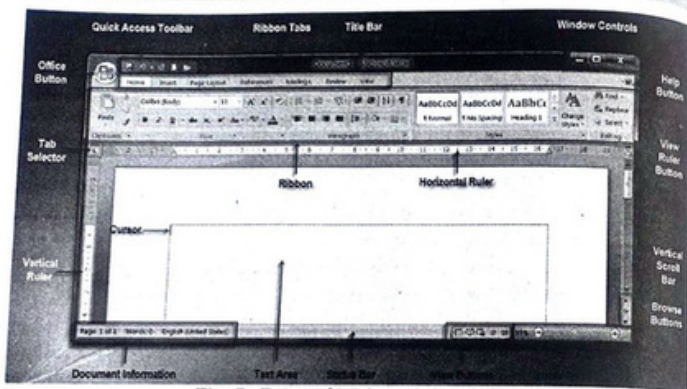 Quick Access Toolbar Ribbon Tabs Title Bar Window Controls
Office Button
Help Button
Home Insert Page Layout References Mailings Review View
Calibri (Body) 11
Find
Replace
Select
Paste
AaBbCcDd AaBbCcDd AaBbCc
¶ Normal ¶ No Spacing Heading 1
Change Styles
Clipboard Font Paragraph Styles Editing
Tab Selector
View Ruler Button
Ribbon Horizontal Ruler
Cursor
Vertical Ruler
Vertical Scroll Bar
Browse Buttons
Page: 1 of 1 Words: 0 English (United States)
Document Information Text Area Status Bar View Buttons